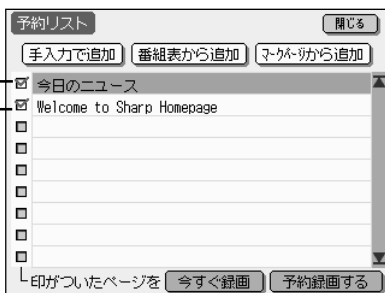 予約リスト 閉じる
手入力で追加 番組表から追加 マークページから追加
今日のニュース
Welcome to Sharp Homepage
印がついたページを 今すぐ録画 予約録画する